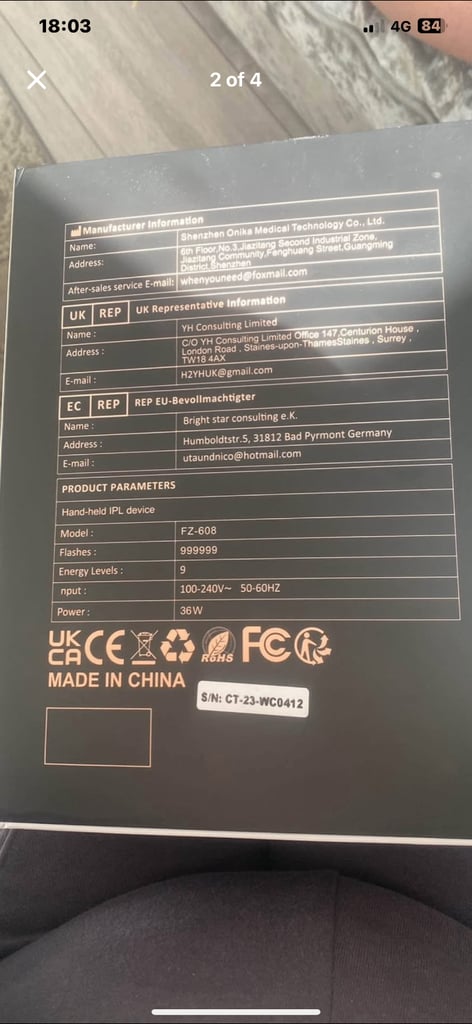 18:03
4G 84
2 of 4
Manufacturer Information
Name: Shenzhen Onika Medical Technology Co., Ltd.
Address: 6th Floor,No.3,Jiazitang Second Industrial Zone,
Jiazitang Community,Fenghuang Street,Guangming
District,Shenzhen
After-sales service E-mail: whenyouneed@foxmail.com
UK REP UK Representative Information
Name : YH Consulting Limited
Address : C/O YH Consulting Limited Office 147,Centurion House ,
London Road , Staines-upon-ThamesStaines , Surrey ,
TW18 4AX
E-mail : H2YHUK@gmail.com
EC REP REP EU-Bevollmachtigter
Name : Bright star consulting e.K.
Address : Humboldtstr.5, 31812 Bad Pyrmont Germany
E-mail : utaundnico@hotmail.com
PRODUCT PARAMETERS
Hand-held IPL device
Model : FZ-608
Flashes : 999999
Energy Levels : 9
nput : 100-240V~ 50-60HZ
Power : 36W
UK CA CE RoHS FC
MADE IN CHINA
S/N: CT-23-WC0412